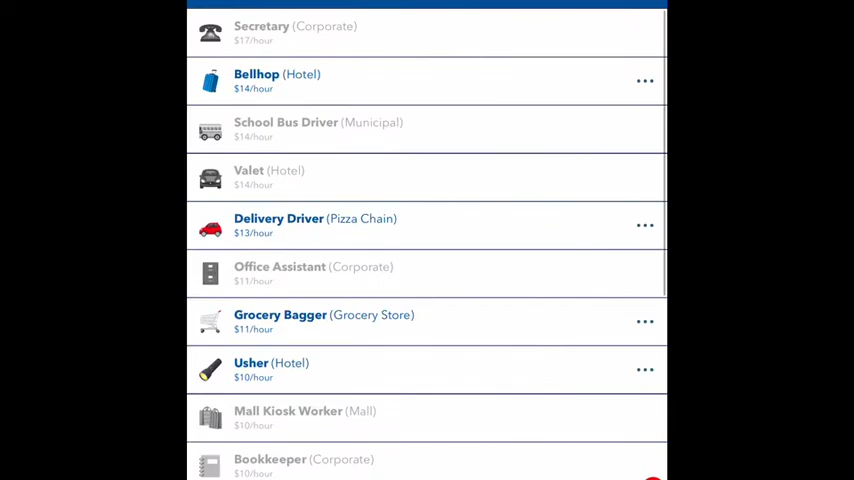 Secretary (Corporate)
$17/hour
Bellhop (Hotel)
$14/hour
School Bus Driver (Municipal)
$14/hour
Valet (Hotel)
$14/hour
Delivery Driver (Pizza Chain)
$13/hour
Office Assistant (Corporate)
$11/hour
Grocery Bagger (Grocery Store)
$11/hour
Usher (Hotel)
$10/hour
Mall Kiosk Worker (Mall)
$10/hour
Bookkeeper (Corporate)
$10/hour